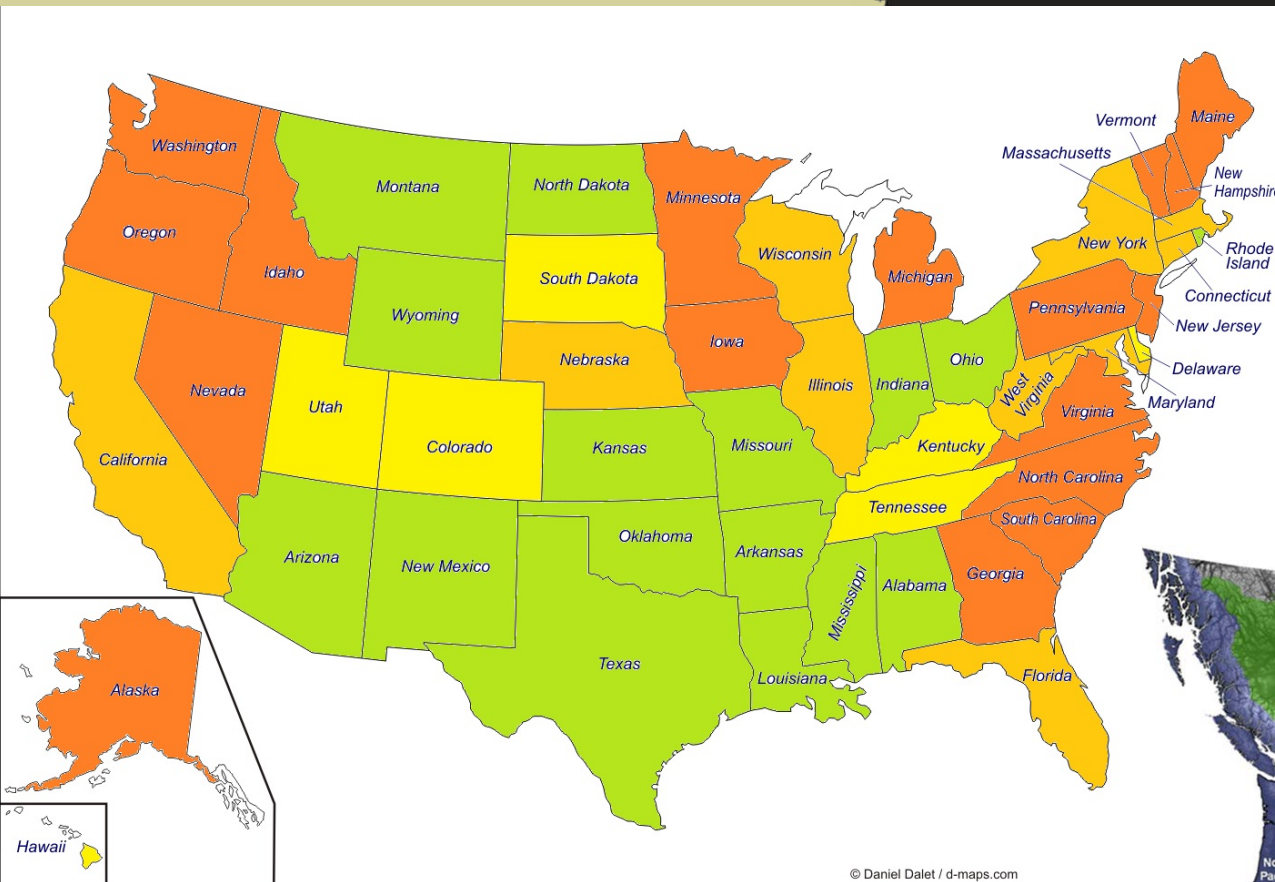 Washington
Oregon
Idaho
Montana
North Dakota
Minnesota
South Dakota
Wyoming
Wisconsin
Michigan
Vermont
Massachusetts
Maine
New
Hampshire
New York
Rhode
Island
Connecticut
Pennsylvania
New Jersey
Delaware
Maryland
Iowa
Nebraska
Nevada
Utah
Colorado
California
Kansas
Missouri
Illinois
Indiana
Ohio
West
Virginia
Virginia
Kentucky
North Carolina
Tennessee
South Carolina
Georgia
Arizona
New Mexico
Oklahoma
Arkansas
Mississippi
Alabama
Texas
Louisiana
Florida
Alaska
Hawaii
© Daniel Dalet / d-maps.com